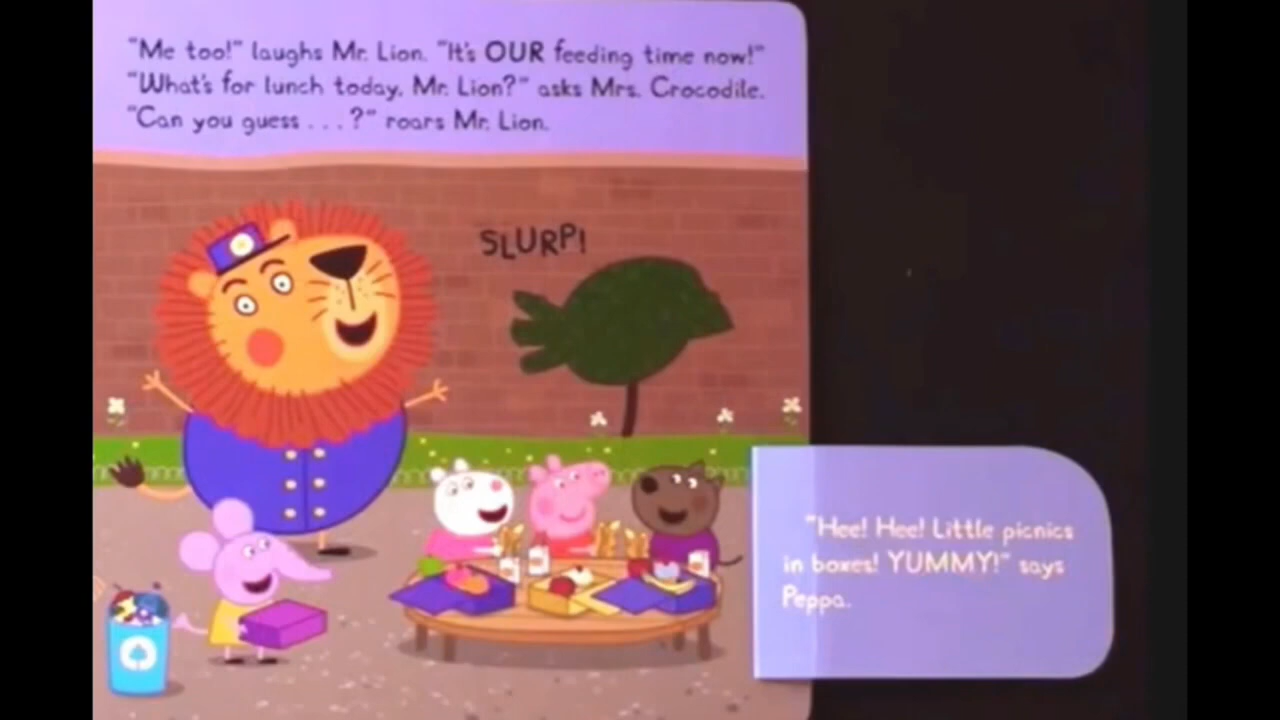 "Me too!" laughs Mr. Lion. "It's OUR feeding time now!"
"What's for lunch today, Mr. Lion?" asks Mrs. Crocodile.
"Can you guess . . . ?" roars Mr. Lion.
SLURP!
"Hee! Hee! Little picnics
in boxes! YUMMY!" says
Peppa.